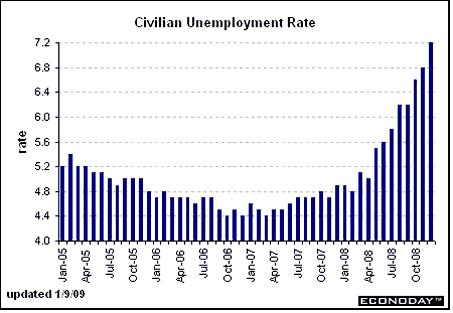 Civilian Unemployment Rate
7.2
6.8
6.4
6.0
5.6
5.2
4.8
4.4
4.0
rate
Jan-05
Apr-05
Jul-05
Oct-05
Jan-06
Apr-06
Jul-06
Oct-06
Jan-07
Apr-07
Jul-07
Oct-07
Jan-08
Apr-08
Jul-08
Oct-08
updated 1/9/09
ECONODAY™